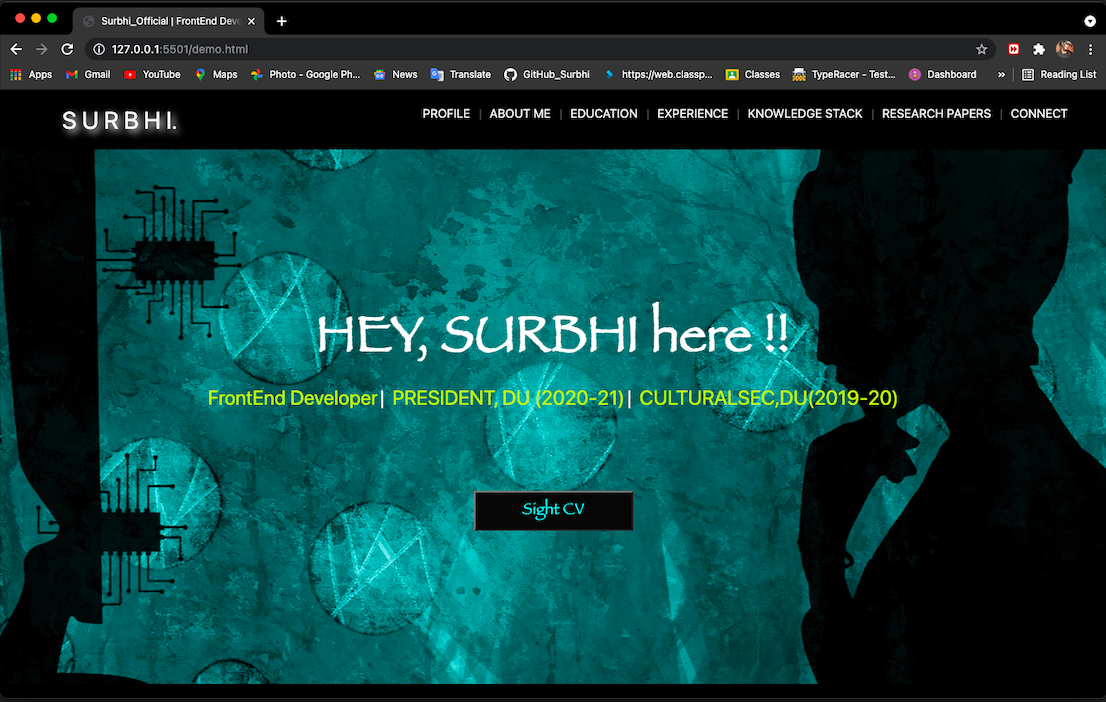 Surbhi_Official | FrontEnd Deve
127.0.0.1:5501/demo.html
Apps Gmail YouTube Maps Photo - Google Ph... News Translate GitHub_Surbhi https://web.classp... Classes TypeRacer - Test... Dashboard » Reading List
SURBHI.
PROFILE | ABOUT ME | EDUCATION | EXPERIENCE | KNOWLEDGE STACK | RESEARCH PAPERS | CONNECT
HEY, SURBHI here !!
FrontEnd Developer| PRESIDENT, DU (2020-21)| CULTURALSEC,DU(2019-20)
Sight CV